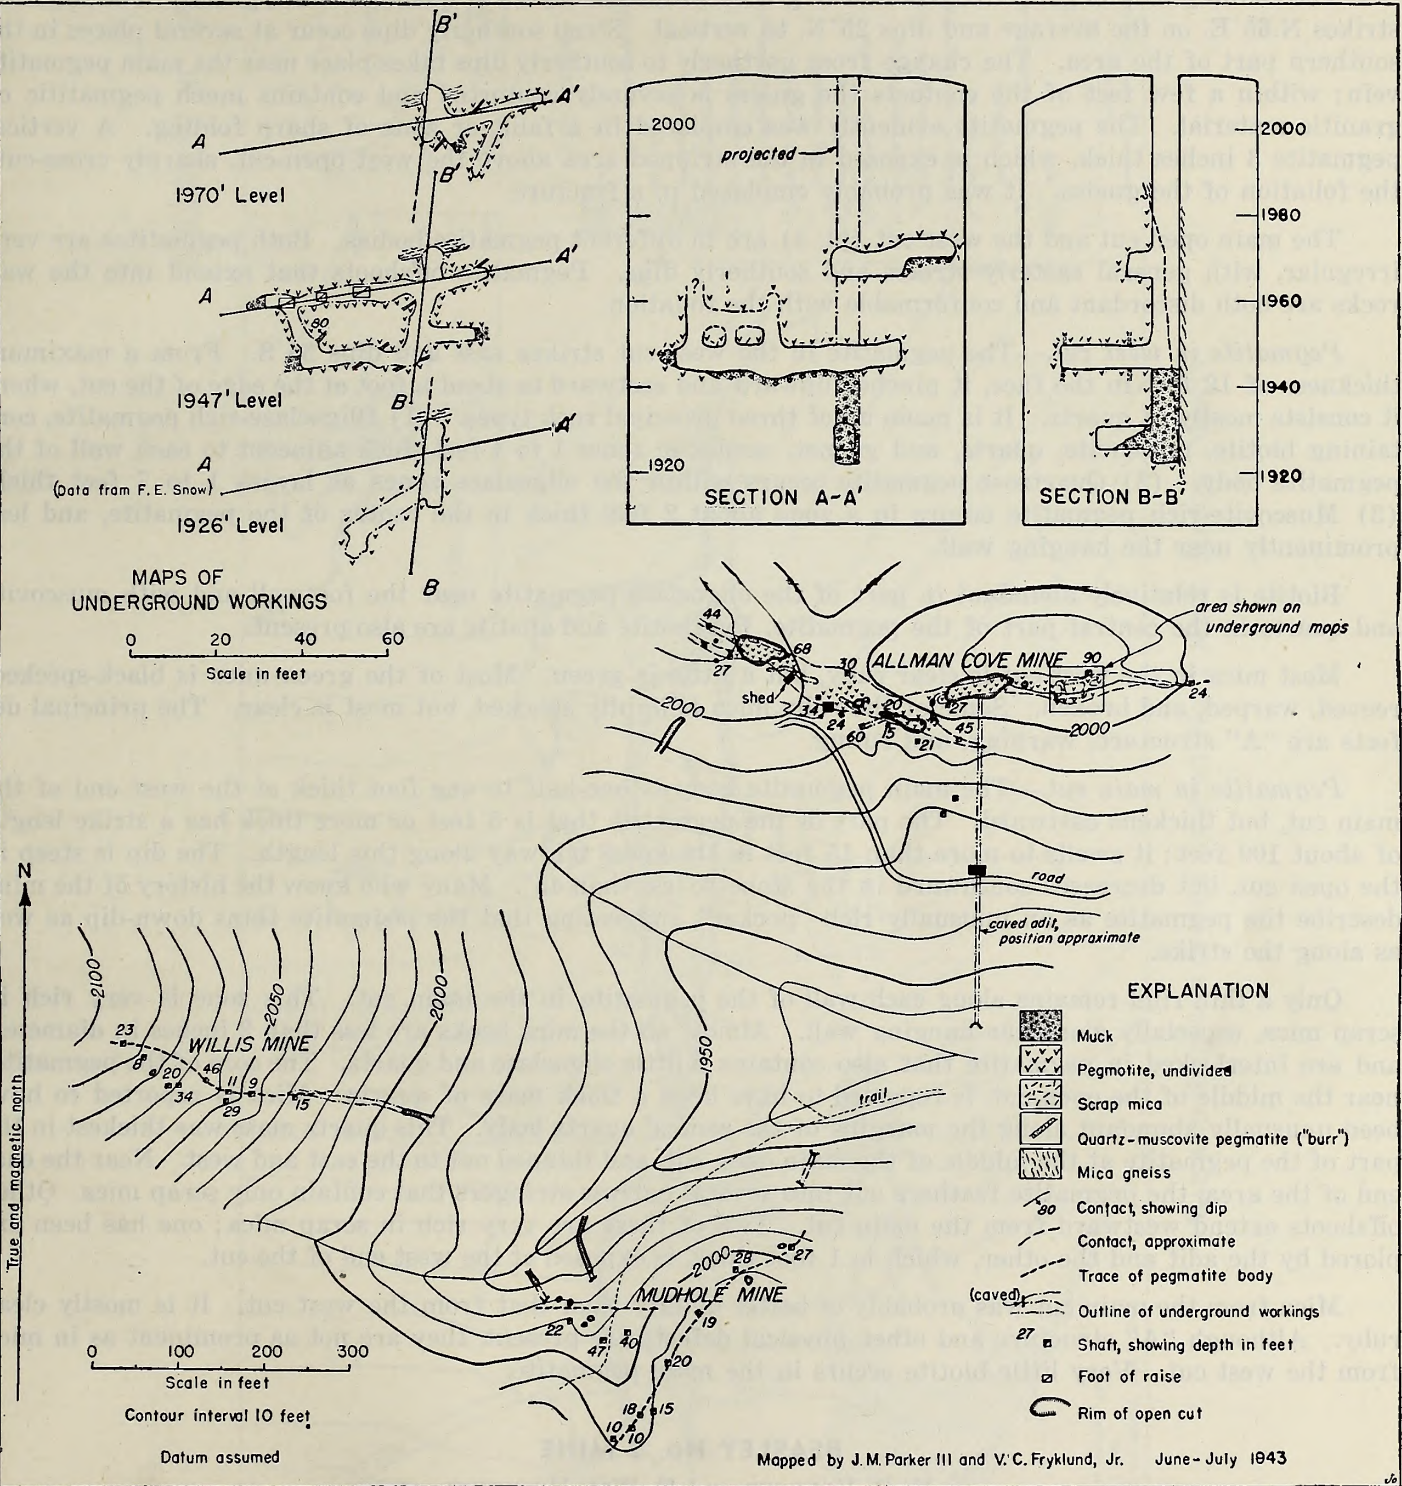 B'
A'
A
B'
1970' Level
A'
A
80
1947' Level
B
A'
A
(Data from F. E. Snow)
1926' Level
B
2000
projected
?
?
1940
1920
SECTION A-A'
2000
1980
1960
1940
1920
SECTION B-B'
MAPS OF
UNDERGROUND WORKINGS
0 20 40 60
Scale in feet
area shown on
underground maps
44
27
68
30
ALLMAN COVE MINE
90
24
shed
2000
34
24
60
20
15
21
27
45
2000
road
caved adit,
position approximate
N
True and magnetic north
2100
2050
2000
1950
23
WILLIS MINE
8
20
34
46
11
29
9
15
trail
2000
28
27
MUDHOLE MINE
22
47
40
19
20
18
15
10
10
0 100 200 300
Scale in feet
Contour interval 10 feet
Datum assumed
EXPLANATION
Muck
Pegmatite, undivided
Scrap mica
Quartz-muscovite pegmatite ("burr")
Mica gneiss
80 Contact, showing dip
Contact, approximate
Trace of pegmatite body
(caved)
Outline of underground workings
27 Shaft, showing depth in feet
Foot of raise
Rim of open cut
Mapped by J. M. Parker III and V. C. Fryklund, Jr. June-July 1943